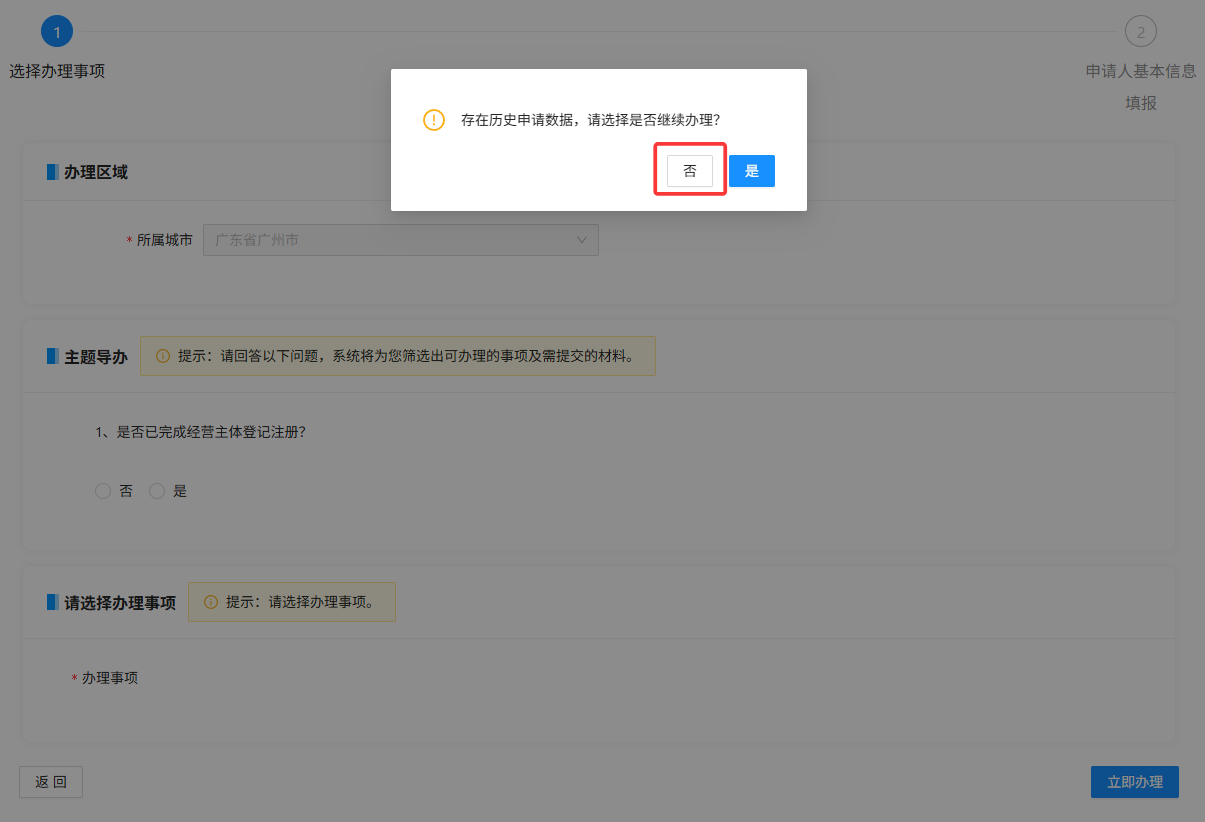 1
2
选择办理事项
申请人基本信息
填报
存在历史申请数据，请选择是否继续办理？
否
是
办理区域
* 所属城市
广东省广州市
主题导办
提示：请回答以下问题，系统将为您筛选出可办理的事项及需提交的材料。
1、是否已完成经营主体登记注册？
否
是
请选择办理事项
提示：请选择办理事项。
* 办理事项
返 回
立即办理